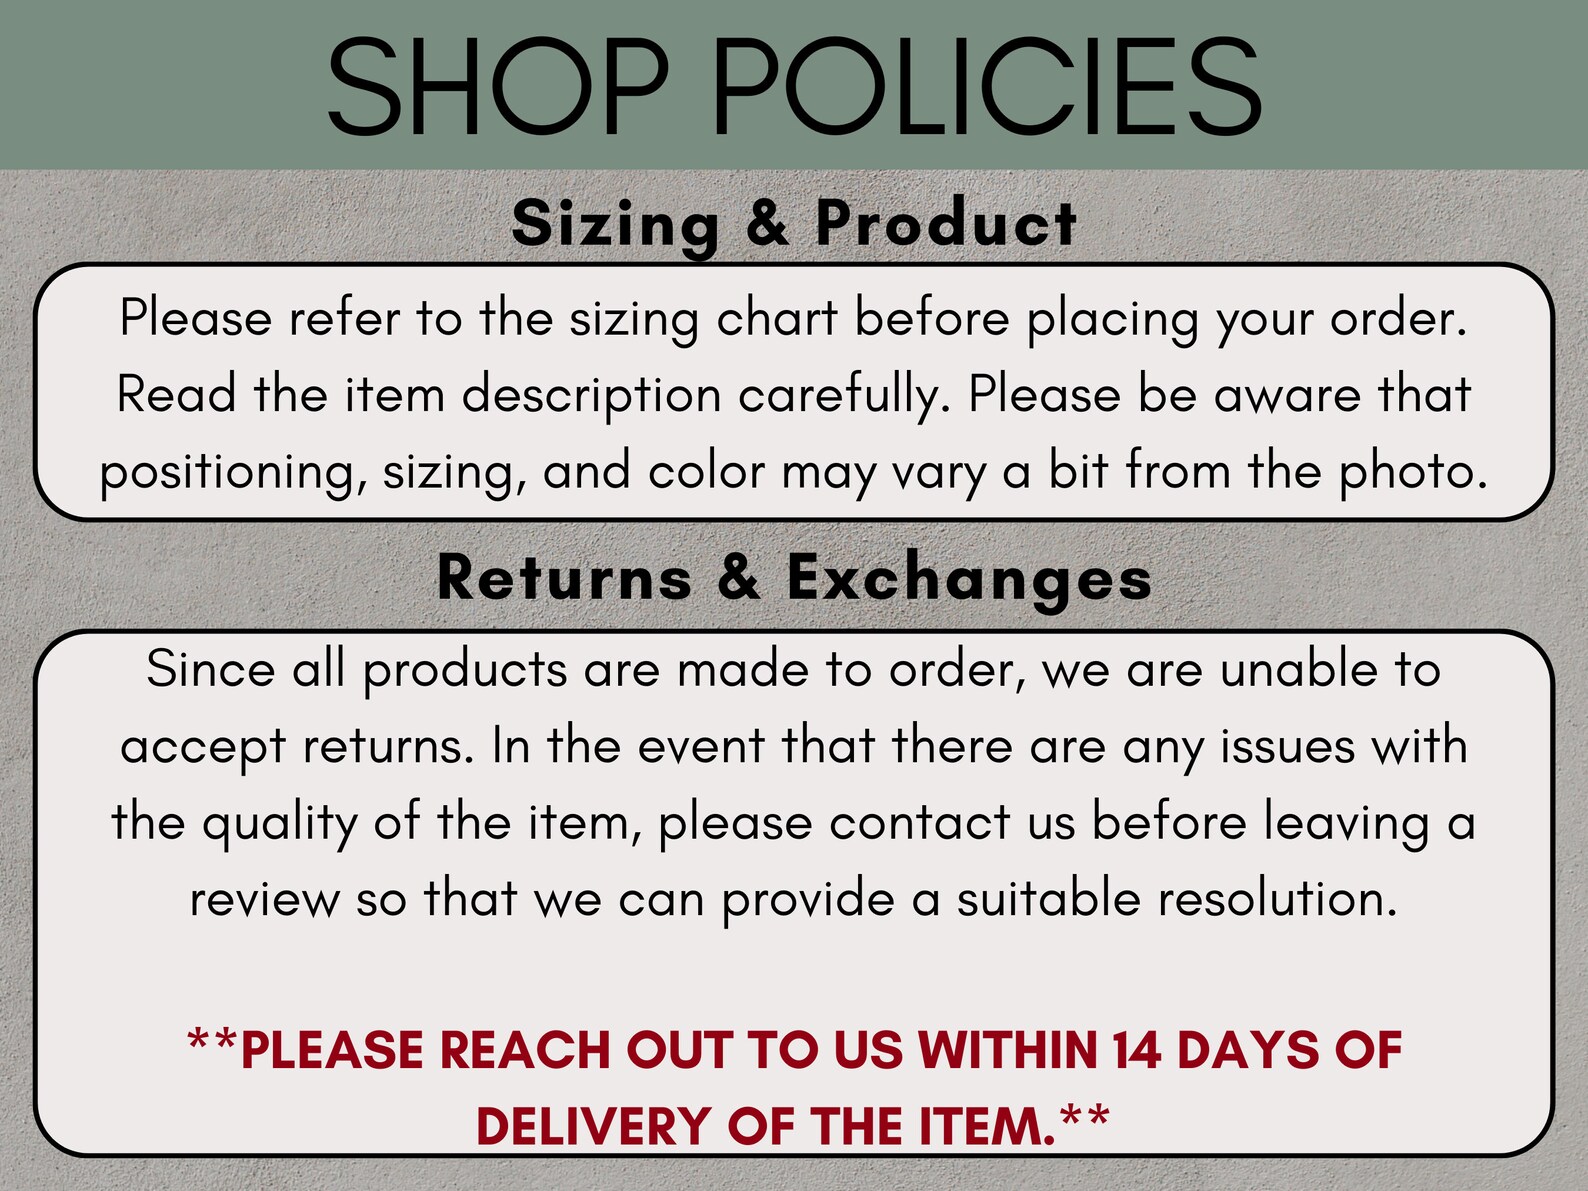 SHOP POLICIES
Sizing & Product
Please refer to the sizing chart before placing your order.
Read the item description carefully. Please be aware that
positioning, sizing, and color may vary a bit from the photo.
Returns & Exchanges
Since all products are made to order, we are unable to
accept returns. In the event that there are any issues with
the quality of the item, please contact us before leaving a
review so that we can provide a suitable resolution.
**PLEASE REACH OUT TO US WITHIN 14 DAYS OF
DELIVERY OF THE ITEM.**